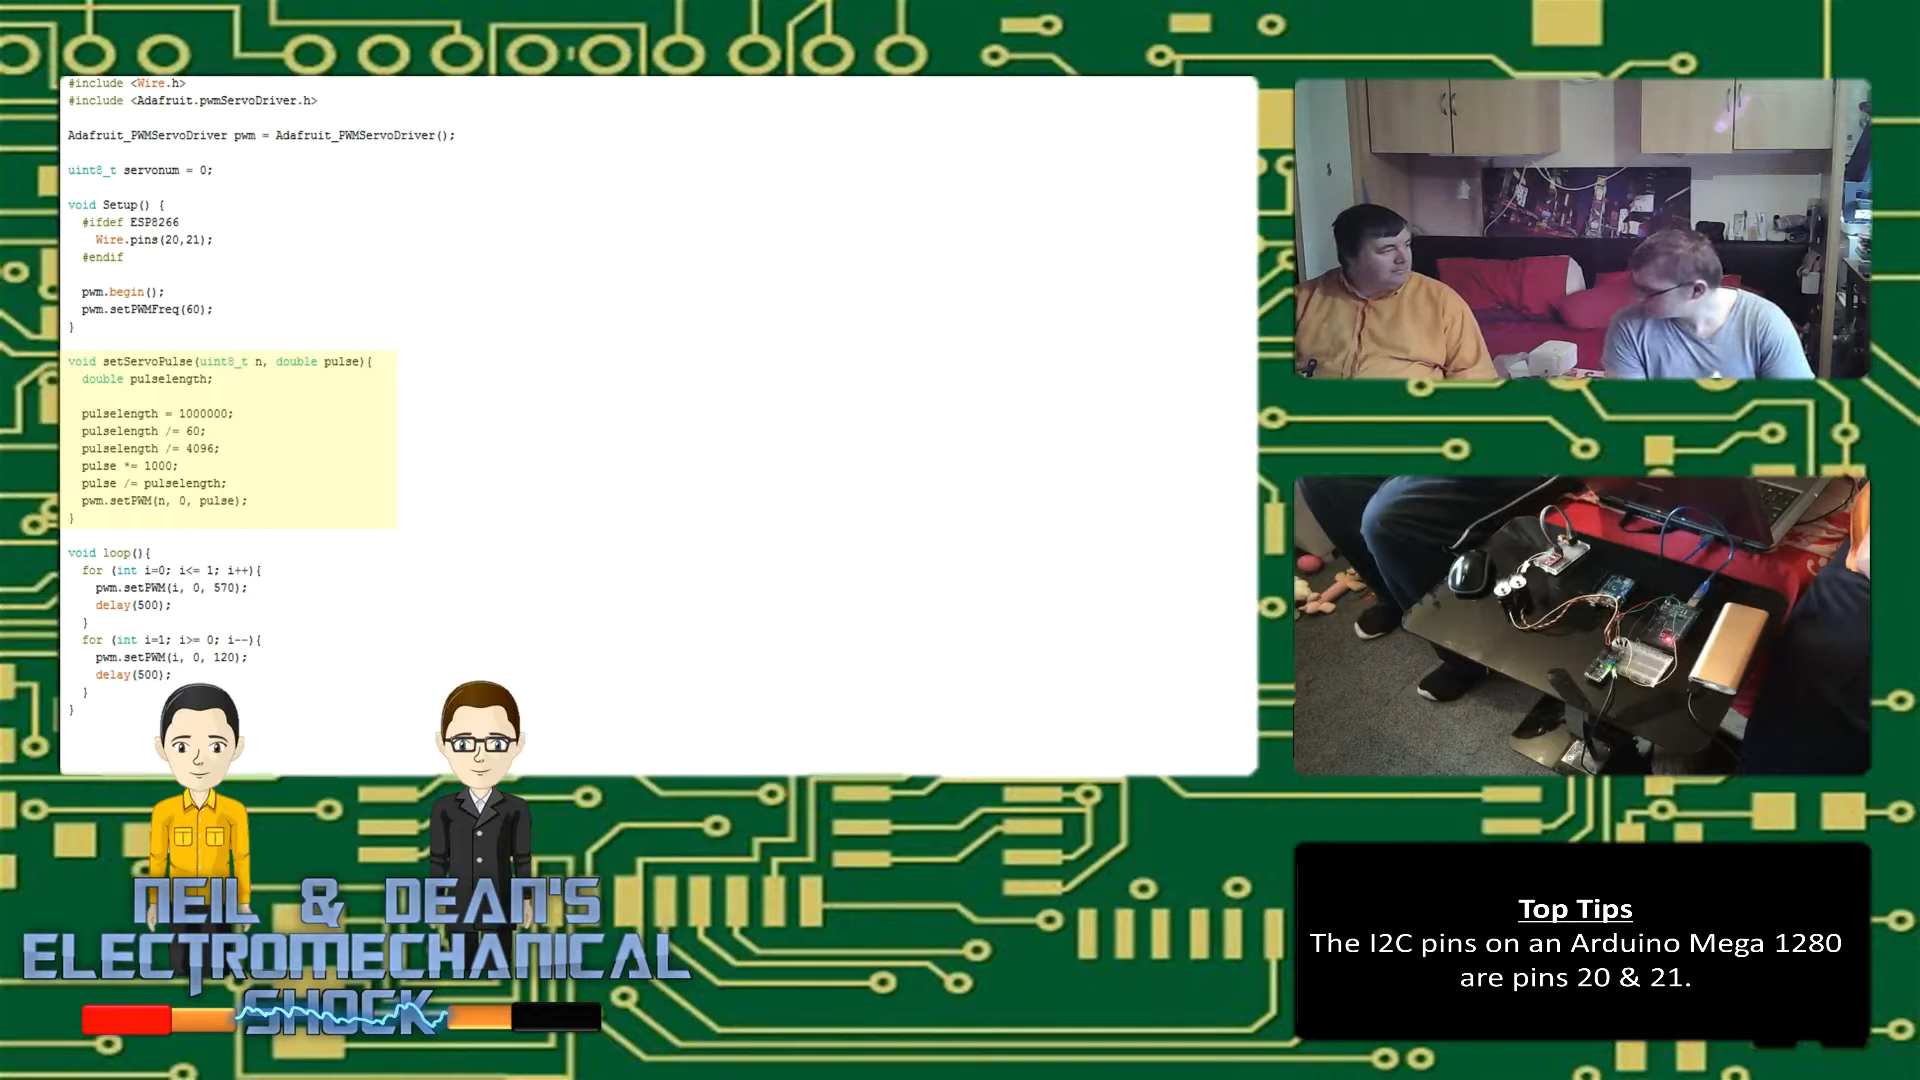 #include <Wire.h>
#include <Adafruit.pwmServoDriver.h>
Adafruit_PWMServoDriver pwm = Adafruit_PWMServoDriver();
uint8_t servonum = 0;
void Setup() {
#ifdef ESP8266
Wire.pins(20,21);
#endif
pwm.begin();
pwm.setPWMFreq(60);
}
void setServoPulse(uint8_t n, double pulse){
double pulselength;
pulselength = 1000000;
pulselength /= 60;
pulselength /= 4096;
pulse *= 1000;
pulse /= pulselength;
pwm.setPWM(n, 0, pulse);
}
void loop(){
for (int i=0; i<= 1; i++){
pwm.setPWM(i, 0, 570);
delay(500);
}
for (int i=1; i>= 0; i--){
pwm.setPWM(i, 0, 120);
delay(500);
}
}
NEIL & DEAN'S
ELECTROMECHANICAL
SHOCK
Top Tips
The I2C pins on an Arduino Mega 1280
are pins 20 & 21.